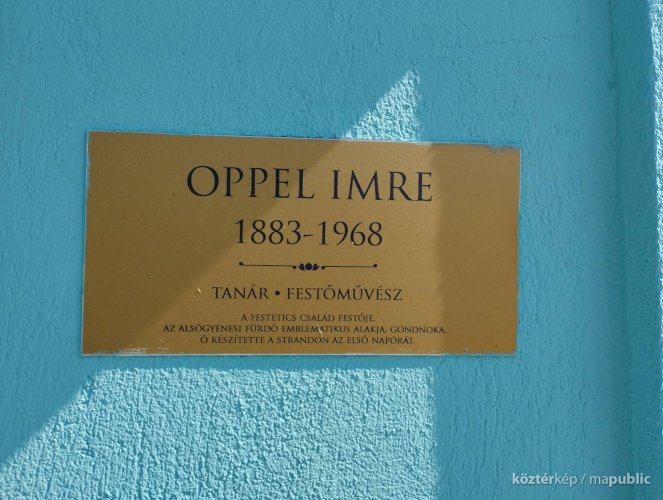 OPPEL IMRE
1883-1968
TANÁR • FESTŐMŰVÉSZ
A FESTETICS CSALÁD FESTŐJE.
AZ ALSÓGYENESI FÜRDŐ EMBLEMATIKUS ALAKJA, GONDNOKA.
Ő KÉSZÍTETTE A STRANDON AZ ELSŐ NAPÓRÁT.
köztérkép / mapublic